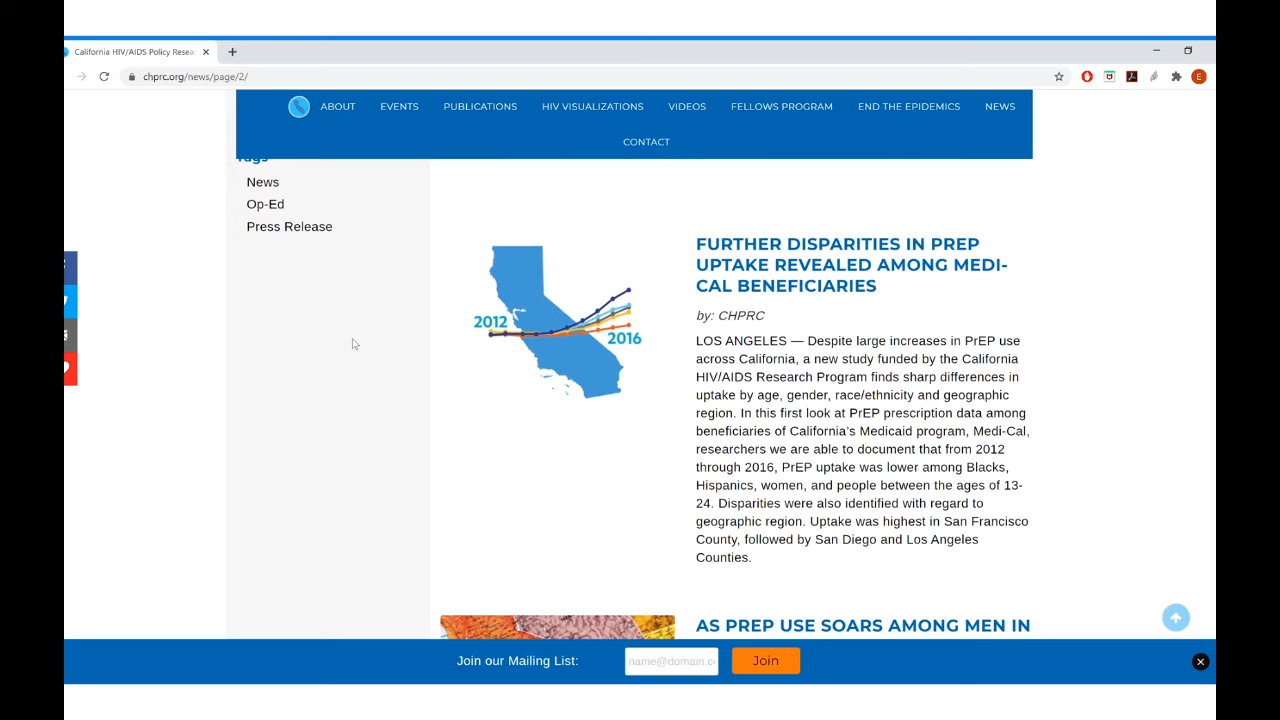 California HIV/AIDS Policy Resea
chprc.org/news/page/2/
E
ABOUT
EVENTS
PUBLICATIONS
HIV VISUALIZATIONS
VIDEOS
FELLOWS PROGRAM
END THE EPIDEMICS
NEWS
CONTACT
Tags
News
Op-Ed
Press Release
2012
2016
FURTHER DISPARITIES IN PREP
UPTAKE REVEALED AMONG MEDI-
CAL BENEFICIARIES
by: CHPRC
LOS ANGELES — Despite large increases in PrEP use
across California, a new study funded by the California
HIV/AIDS Research Program finds sharp differences in
uptake by age, gender, race/ethnicity and geographic
region. In this first look at PrEP prescription data among
beneficiaries of California's Medicaid program, Medi-Cal,
researchers we are able to document that from 2012
through 2016, PrEP uptake was lower among Blacks,
Hispanics, women, and people between the ages of 13-
24. Disparities were also identified with regard to
geographic region. Uptake was highest in San Francisco
County, followed by San Diego and Los Angeles
Counties.
AS PREP USE SOARS AMONG MEN IN
Join our Mailing List:
name@domain.c
Join